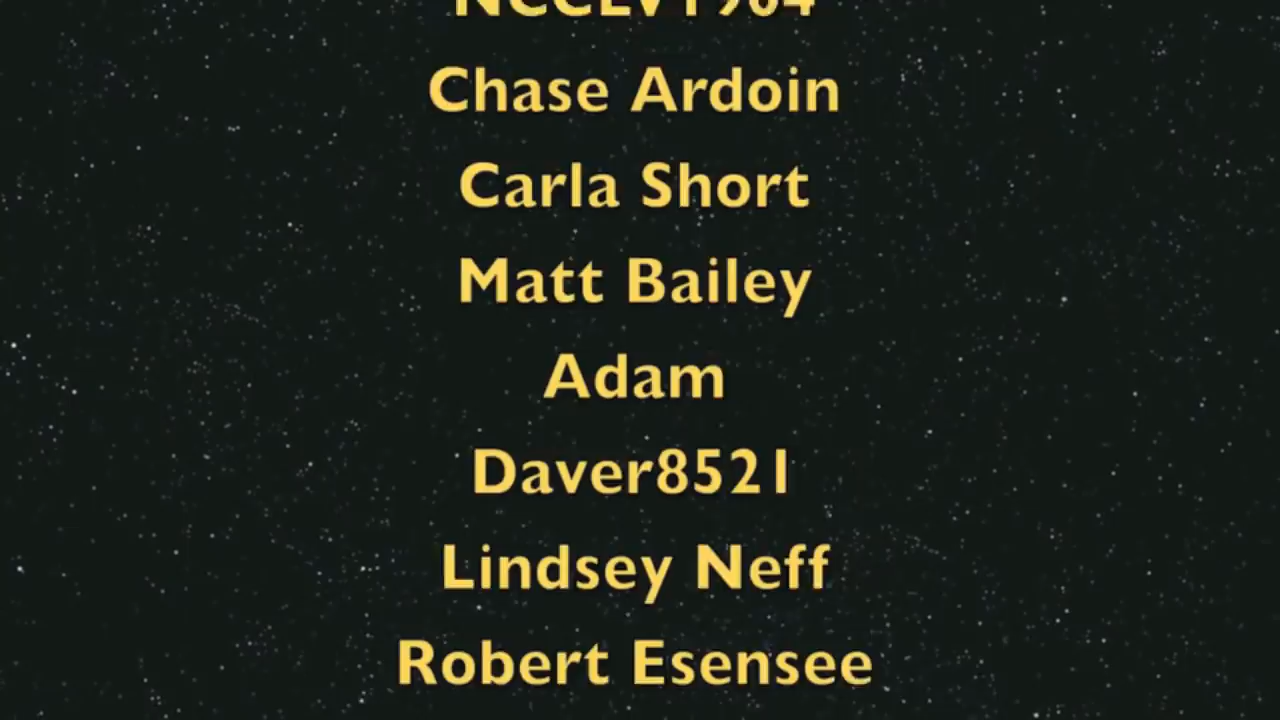 Chase Ardoin
Carla Short
Matt Bailey
Adam
Daver8521
Lindsey Neff
Robert Esensee